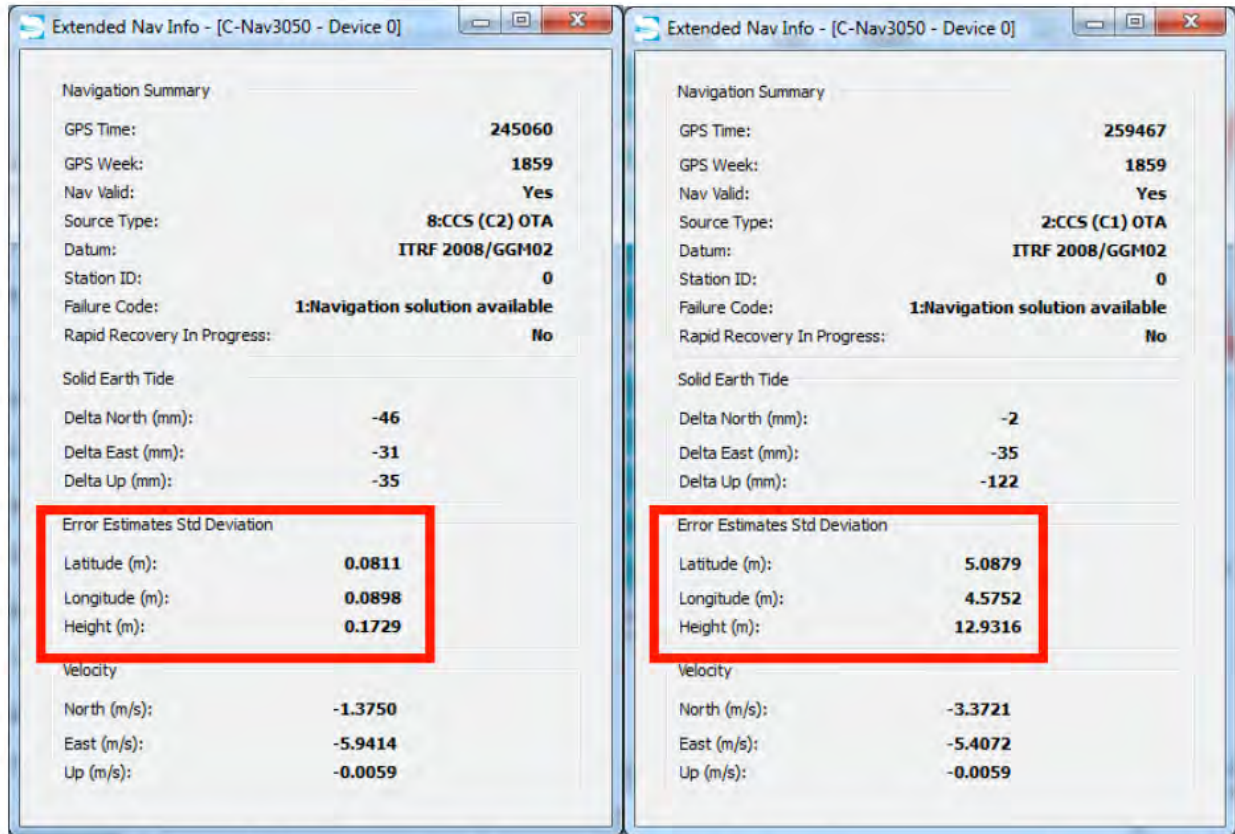 Extended Nav Info - [C-Nav3050 - Device 0]
Navigation Summary
GPS Time: 245060
GPS Week: 1859
Nav Valid: Yes
Source Type: 8:CCS (C2) OTA
Datum: ITRF 2008/GGM02
Station ID: 0
Failure Code: 1:Navigation solution available
Rapid Recovery In Progress: No
Solid Earth Tide
Delta North (mm): -46
Delta East (mm): -31
Delta Up (mm): -35
Error Estimates Std Deviation
Latitude (m): 0.0811
Longitude (m): 0.0898
Height (m): 0.1729
Velocity
North (m/s): -1.3750
East (m/s): -5.9414
Up (m/s): -0.0059
Extended Nav Info - [C-Nav3050 - Device 0]
Navigation Summary
GPS Time: 259467
GPS Week: 1859
Nav Valid: Yes
Source Type: 2:CCS (C1) OTA
Datum: ITRF 2008/GGM02
Station ID: 0
Failure Code: 1:Navigation solution available
Rapid Recovery In Progress: No
Solid Earth Tide
Delta North (mm): -2
Delta East (mm): -35
Delta Up (mm): -122
Error Estimates Std Deviation
Latitude (m): 5.0879
Longitude (m): 4.5752
Height (m): 12.9316
Velocity
North (m/s): -3.3721
East (m/s): -5.4072
Up (m/s): -0.0059